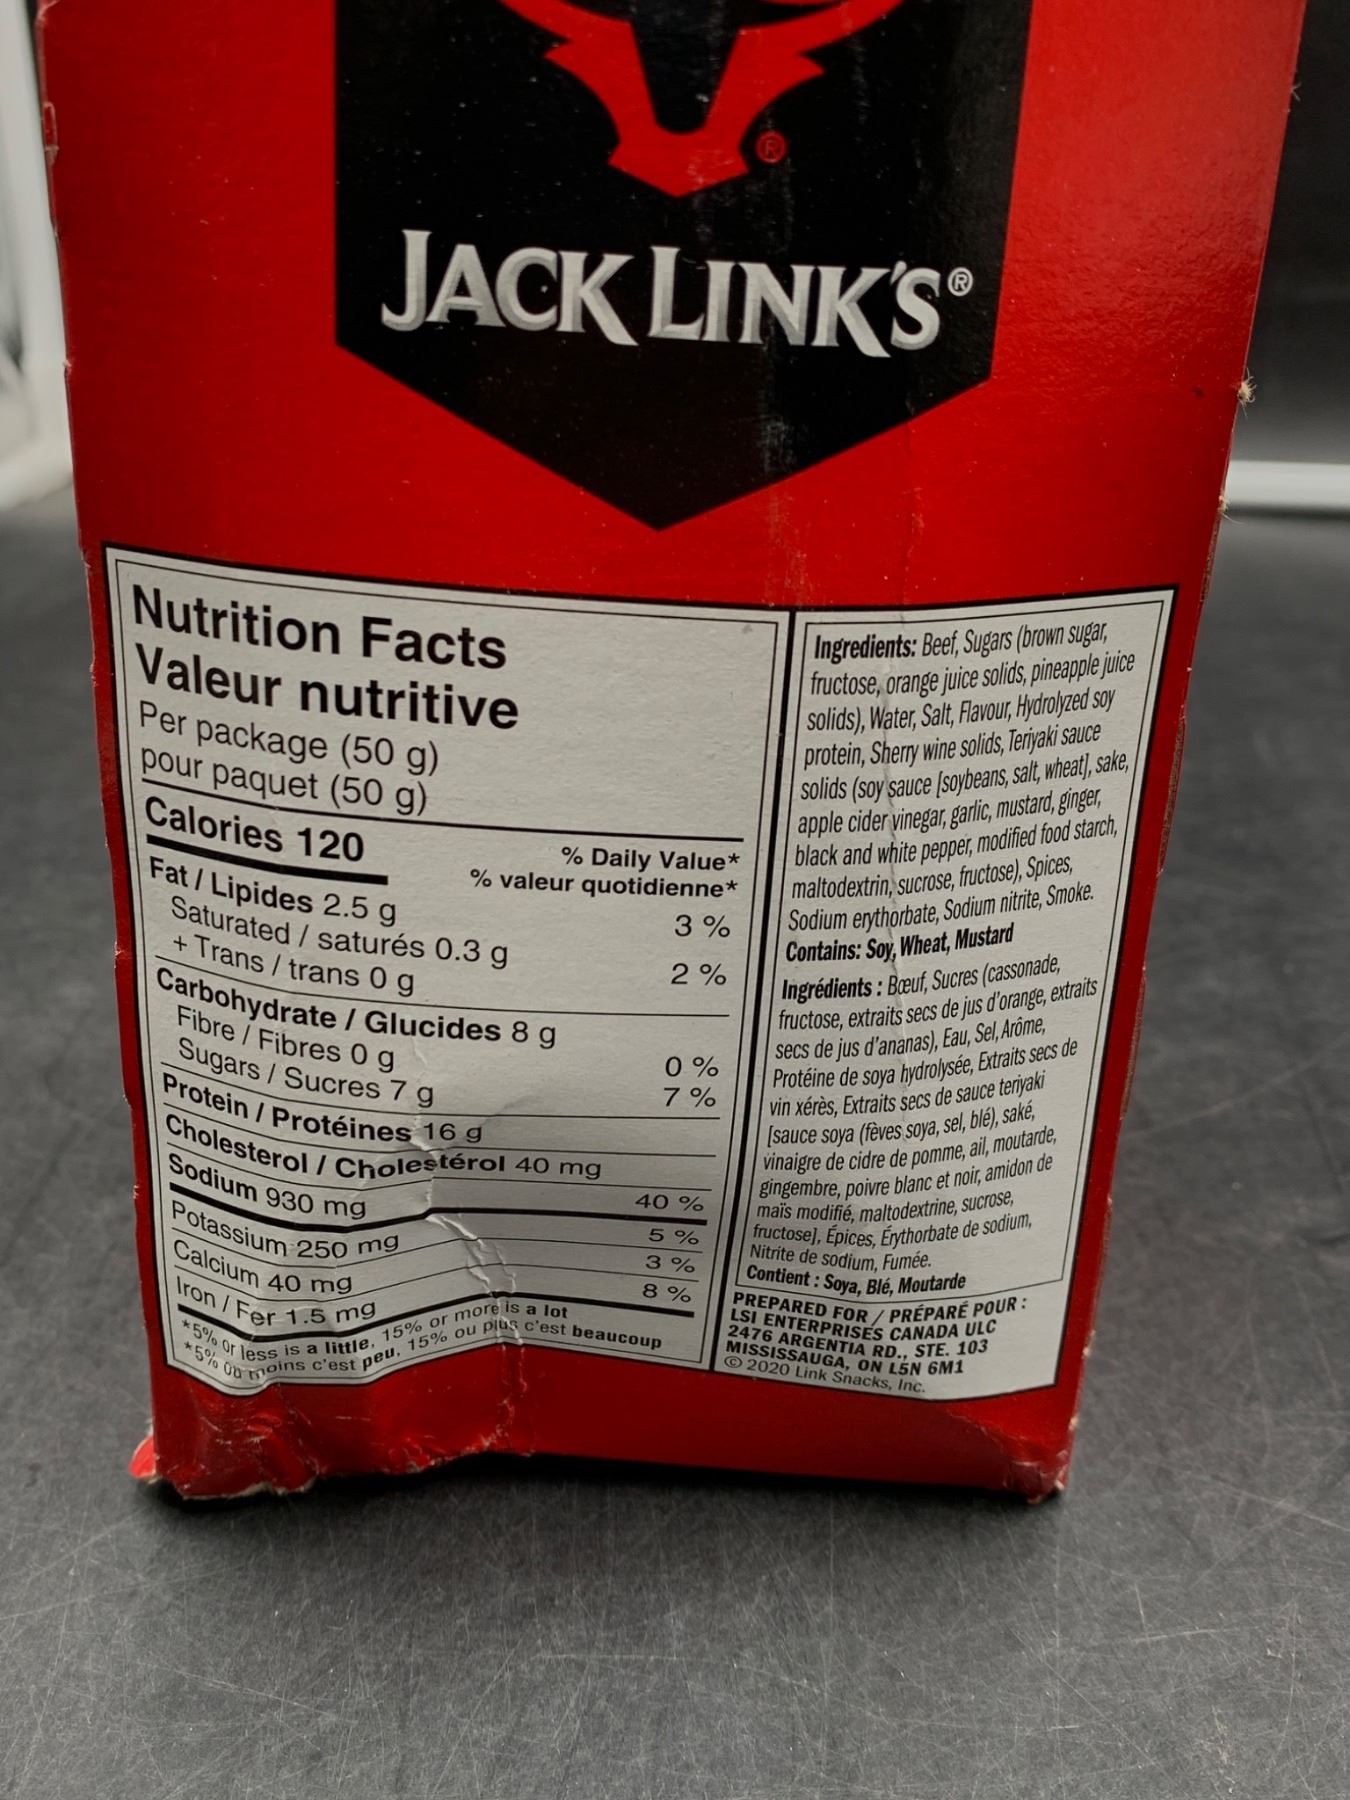 ®
JACK LINK'S®
Nutrition Facts
Valeur nutritive
Per package (50 g)
pour paquet (50 g)
Calories 120
% Daily Value*
% valeur quotidienne*
Fat / Lipides 2.5 g 3 %
Saturated / saturés 0.3 g
+ Trans / trans 0 g 2 %
Carbohydrate / Glucides 8 g
Fibre / Fibres 0 g 0 %
Sugars / Sucres 7 g 7 %
Protein / Protéines 16 g
Cholesterol / Cholestérol 40 mg
Sodium 930 mg 40 %
Potassium 250 mg 5 %
Calcium 40 mg 3 %
Iron / Fer 1.5 mg 8 %
*5% or less is a little, 15% or more is a lot
*5% ou moins c'est peu, 15% ou plus c'est beaucoup
Ingredients: Beef, Sugars (brown sugar,
fructose, orange juice solids, pineapple juice
solids), Water, Salt, Flavour, Hydrolyzed soy
protein, Sherry wine solids, Teriyaki sauce
solids (soy sauce [soybeans, salt, wheat], sake,
apple cider vinegar, garlic, mustard, ginger,
black and white pepper, modified food starch,
maltodextrin, sucrose, fructose), Spices,
Sodium erythorbate, Sodium nitrite, Smoke.
Contains: Soy, Wheat, Mustard
Ingrédients : Bœuf, Sucres (cassonade,
fructose, extraits secs de jus d'orange, extraits
secs de jus d'ananas), Eau, Sel, Arôme,
Protéine de soya hydrolysée, Extraits secs de
vin xérès, Extraits secs de sauce teriyaki
[sauce soya (fèves soya, sel, blé), saké,
vinaigre de cidre de pomme, ail, moutarde,
gingembre, poivre blanc et noir, amidon de
maïs modifié, maltodextrine, sucrose,
fructose], Épices, Érythorbate de sodium,
Nitrite de sodium, Fumée.
Contient : Soya, Blé, Moutarde
PREPARED FOR / PRÉPARÉ POUR :
LSI ENTERPRISES CANADA ULC
2476 ARGENTIA RD., STE. 103
MISSISSAUGA, ON L5N 6M1
© 2020 Link Snacks, Inc.